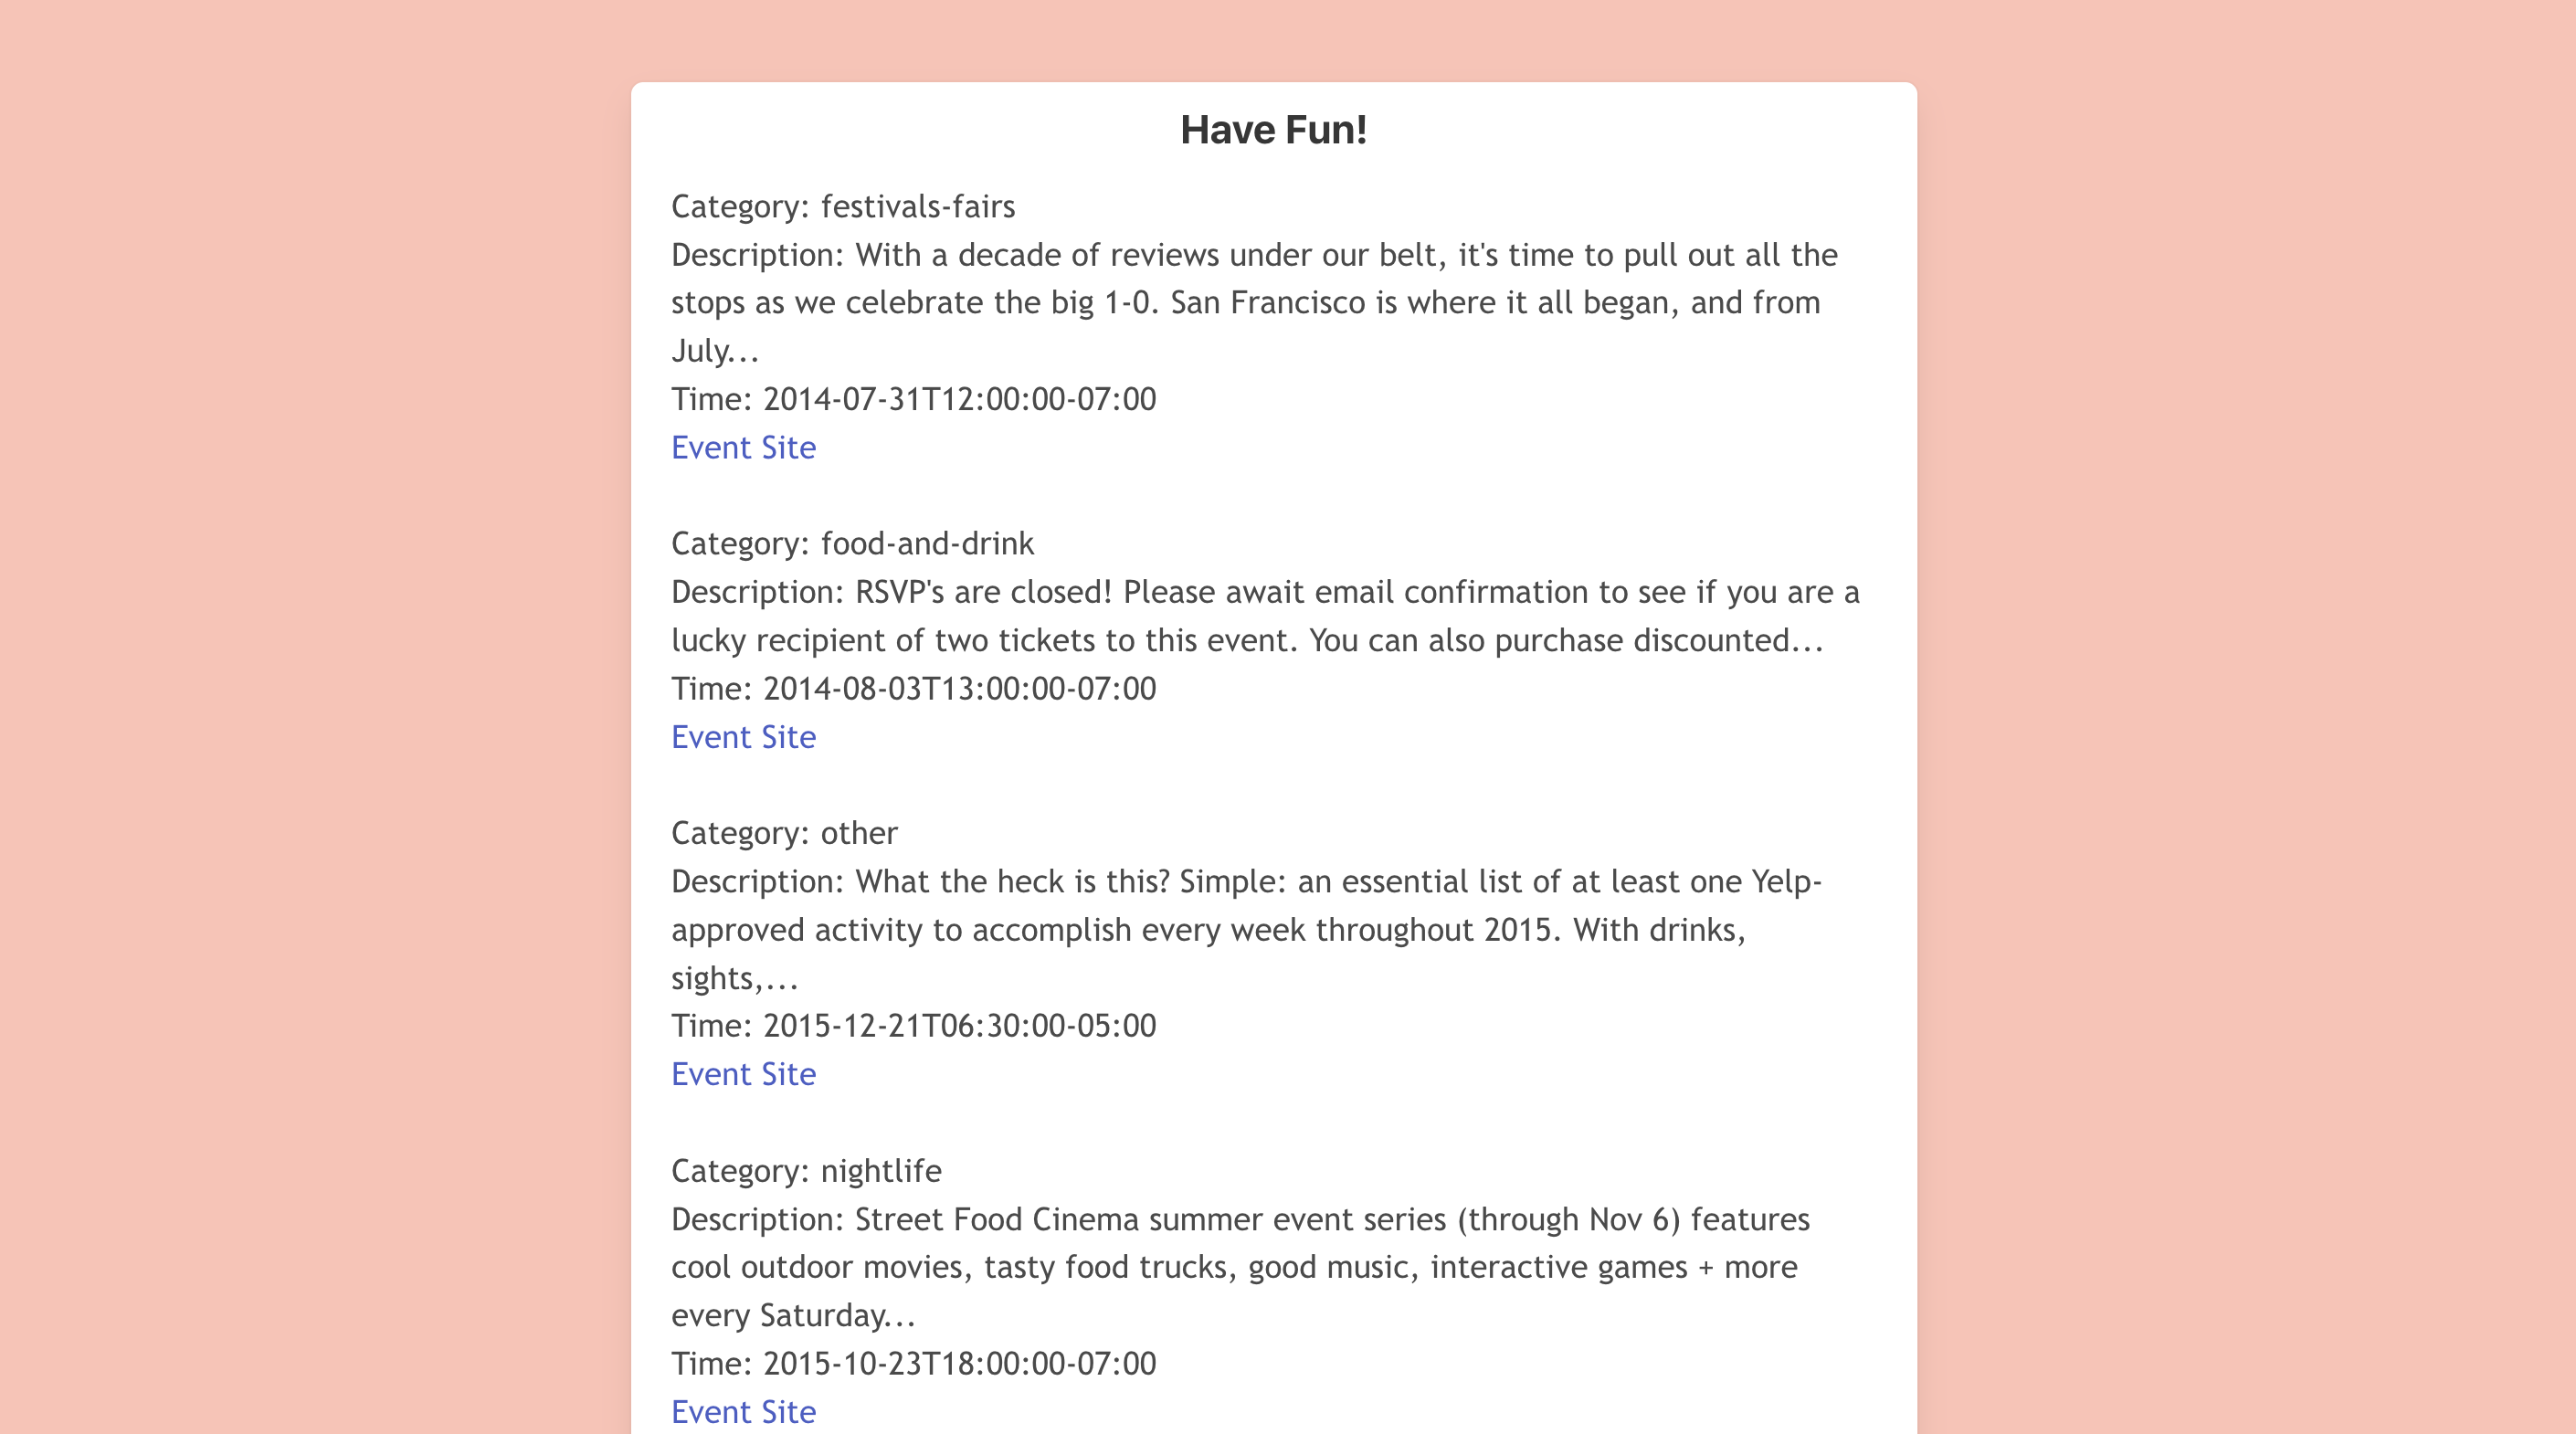 Have Fun!
Category: festivals-fairs
Description: With a decade of reviews under our belt, it's time to pull out all the
stops as we celebrate the big 1-0. San Francisco is where it all began, and from
July...
Time: 2014-07-31T12:00:00-07:00
Event Site
Category: food-and-drink
Description: RSVP's are closed! Please await email confirmation to see if you are a
lucky recipient of two tickets to this event. You can also purchase discounted...
Time: 2014-08-03T13:00:00-07:00
Event Site
Category: other
Description: What the heck is this? Simple: an essential list of at least one Yelp-
approved activity to accomplish every week throughout 2015. With drinks,
sights,...
Time: 2015-12-21T06:30:00-05:00
Event Site
Category: nightlife
Description: Street Food Cinema summer event series (through Nov 6) features
cool outdoor movies, tasty food trucks, good music, interactive games + more
every Saturday...
Time: 2015-10-23T18:00:00-07:00
Event Site